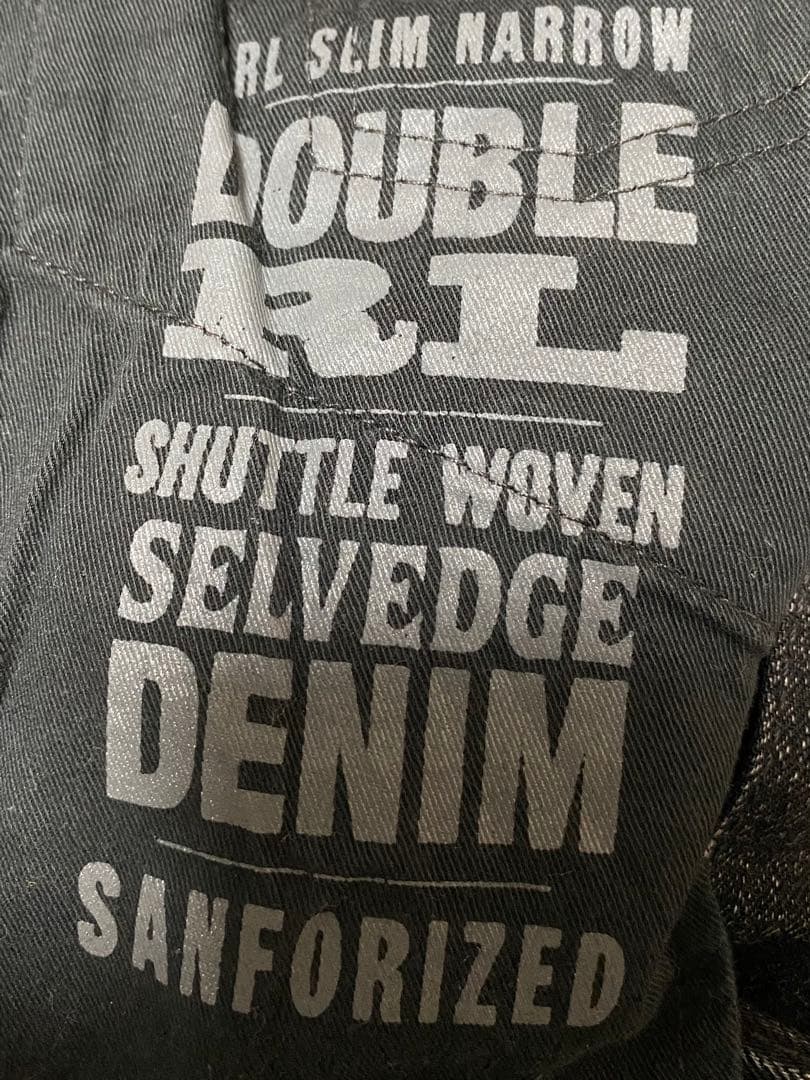 RL SLIM NARROW
DOUBLE
RL
SHUTTLE WOVEN
SELVEDGE
DENIM
SANFORIZED